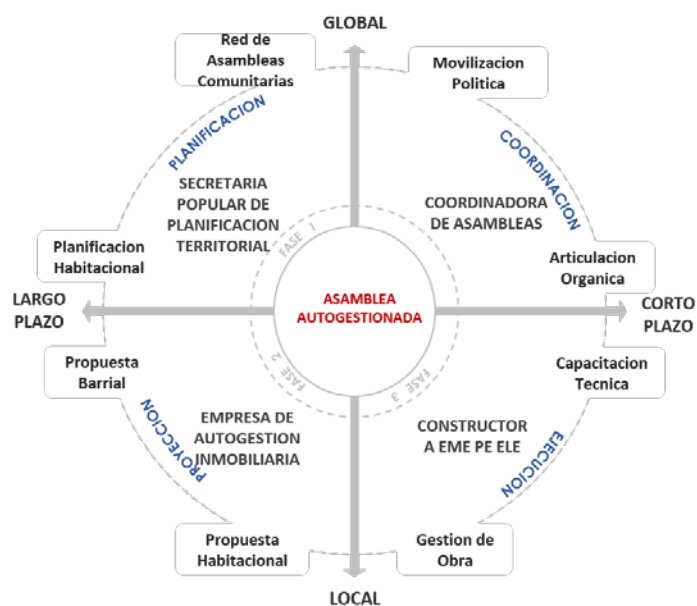 GLOBAL
Red de
Asambleas
Comunitarias
Movilizacion
Politica
PLANIFICACION
COORDINACION
SECRETARIA
POPULAR DE
PLANIFICACION
TERRITORIAL
COORDINADORA
DE ASAMBLEAS
FASE 1
Planificacion
Habitacional
Articulacion
Organica
LARGO
PLAZO
ASAMBLEA
AUTOGESTIONADA
CORTO
PLAZO
Propuesta
Barrial
Capacitacion
Tecnica
FASE 2
FASE 3
EMPRESA DE
AUTOGESTION
INMOBILIARIA
CONSTRUCTOR
A EME PE ELE
PROYECCION
EJECUCION
Propuesta
Habitacional
Gestion de
Obra
LOCAL